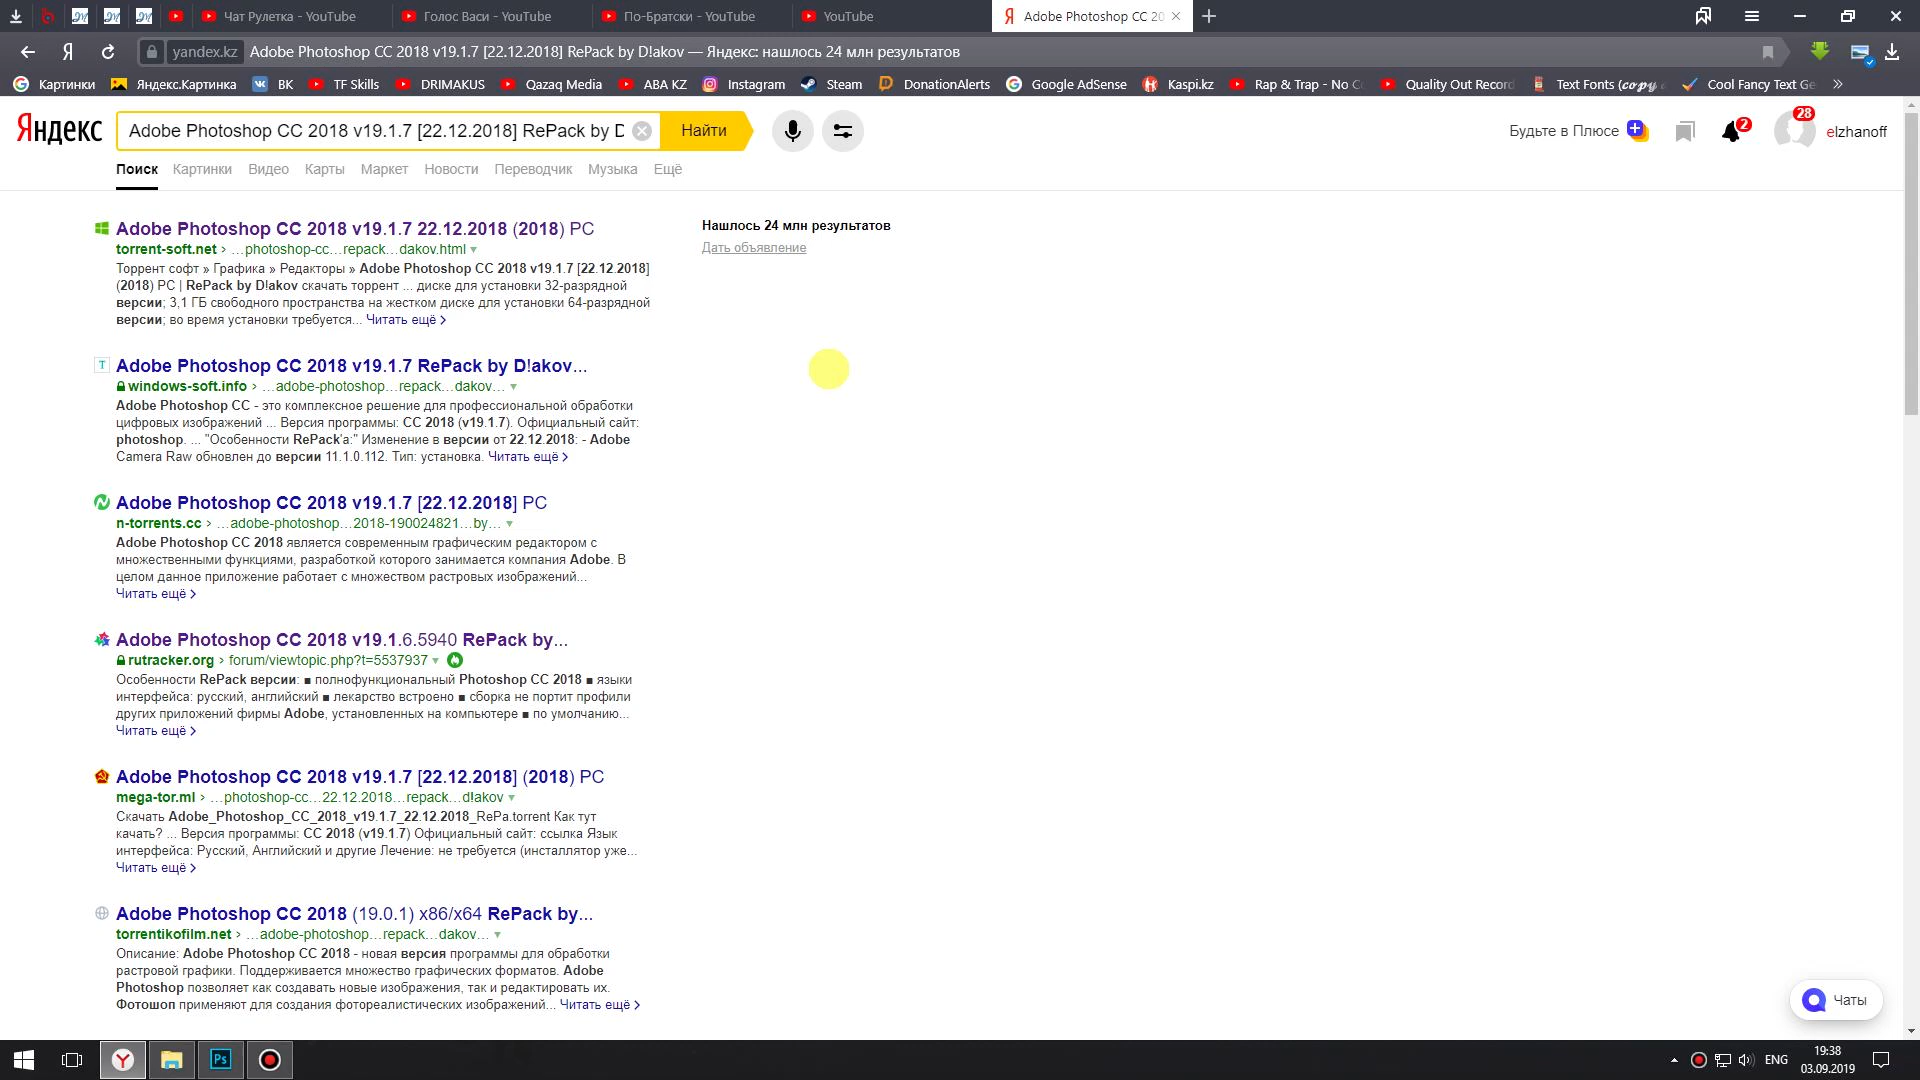 Чат Рулетка - YouTube
Голос Васи - YouTube
По-Братски - YouTube
YouTube
Adobe Photoshop CC 20
yandex.kz
Adobe Photoshop CC 2018 v19.1.7 [22.12.2018] RePack by D!akov — Яндекс: нашлось 24 млн результатов
Картинки
Яндекс.Картинка
ВК
TF Skills
DRIMAKUS
Qazaq Media
ABA KZ
Instagram
Steam
DonationAlerts
Google AdSense
Kaspi.kz
Rap & Trap - No Co
Quality Out Record
Text Fonts (copy a
Cool Fancy Text Ge
Яндекс
Adobe Photoshop CC 2018 v19.1.7 [22.12.2018] RePack by D
Найти
Будьте в Плюсе
2
28
elzhanoff
Поиск
Картинки
Видео
Карты
Маркет
Новости
Переводчик
Музыка
Ещё
Adobe Photoshop CC 2018 v19.1.7 22.12.2018 (2018) PC
torrent-soft.net › …photoshop-cc…repack…dakov.html
Торрент софт » Графика » Редакторы » Adobe Photoshop CC 2018 v19.1.7 [22.12.2018]
(2018) PC | RePack by D!akov скачать торрент ... диске для установки 32-разрядной
версии; 3,1 ГБ свободного пространства на жестком диске для установки 64-разрядной
версии; во время установки требуется... Читать ещё >
Нашлось 24 млн результатов
Дать объявление
Adobe Photoshop CC 2018 v19.1.7 RePack by D!akov...
windows-soft.info › …adobe-photoshop…repack…dakov…
Adobe Photoshop CC - это комплексное решение для профессиональной обработки
цифровых изображений ... Версия программы: CC 2018 (v19.1.7). Официальный сайт:
photoshop. ... "Особенности RePack'a:" Изменение в версии от 22.12.2018: - Adobe
Camera Raw обновлен до версии 11.1.0.112. Тип: установка. Читать ещё >
Adobe Photoshop CC 2018 v19.1.7 [22.12.2018] PC
n-torrents.cc › …adobe-photoshop…2018-190024821…by…
Adobe Photoshop CC 2018 является современным графическим редактором с
множественными функциями, разработкой которого занимается компания Adobe. В
целом данное приложение работает с множеством растровых изображений...
Читать ещё >
Adobe Photoshop CC 2018 v19.1.6.5940 RePack by...
rutracker.org › forum/viewtopic.php?t=5537937
Особенности RePack версии: ■ полнофункциональный Photoshop CC 2018 ■ языки
интерфейса: русский, английский ■ лекарство встроено ■ сборка не портит профили
других приложений фирмы Adobe, установленных на компьютере ■ по умолчанию...
Читать ещё >
Adobe Photoshop CC 2018 v19.1.7 [22.12.2018] (2018) PC
mega-tor.ml › …photoshop-cc…22.12.2018…repack…d!akov
Скачать Adobe_Photoshop_CC_2018_v19.1.7_22.12.2018_RePa.torrent Как тут
качать? ... Версия программы: CC 2018 (v19.1.7) Официальный сайт: ссылка Язык
интерфейса: Русский, Английский и другие Лечение: не требуется (инсталлятор уже...
Читать ещё >
Adobe Photoshop CC 2018 (19.0.1) x86/x64 RePack by...
torrentikofilm.net › …adobe-photoshop…repack…dakov…
Описание: Adobe Photoshop CC 2018 - новая версия программы для обработки
растровой графики. Поддерживается множество графических форматов. Adobe
Photoshop позволяет как создавать новые изображения, так и редактировать их.
Фотошоп применяют для создания фотореалистических изображений... Читать ещё >
Чаты
Ps
ENG
19:38
03.09.2019